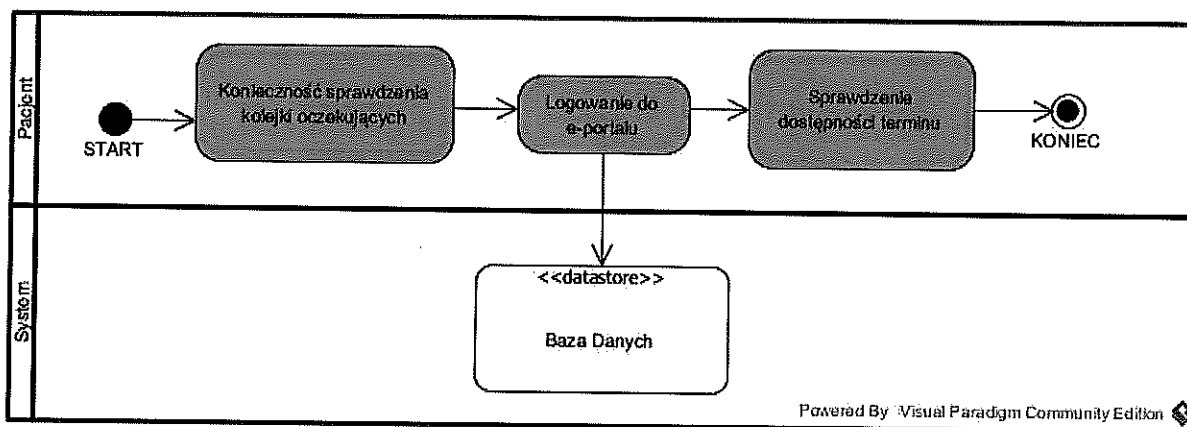 Pacjent
Konieczność sprawdzenia
kolejki oczekujących
Logowanie do
e-portalu
Sprawdzenie
dostępności terminu
START
KONIEC
System
<<datastore>>
Baza Danych
Powered By Visual Paradigm Community Edition